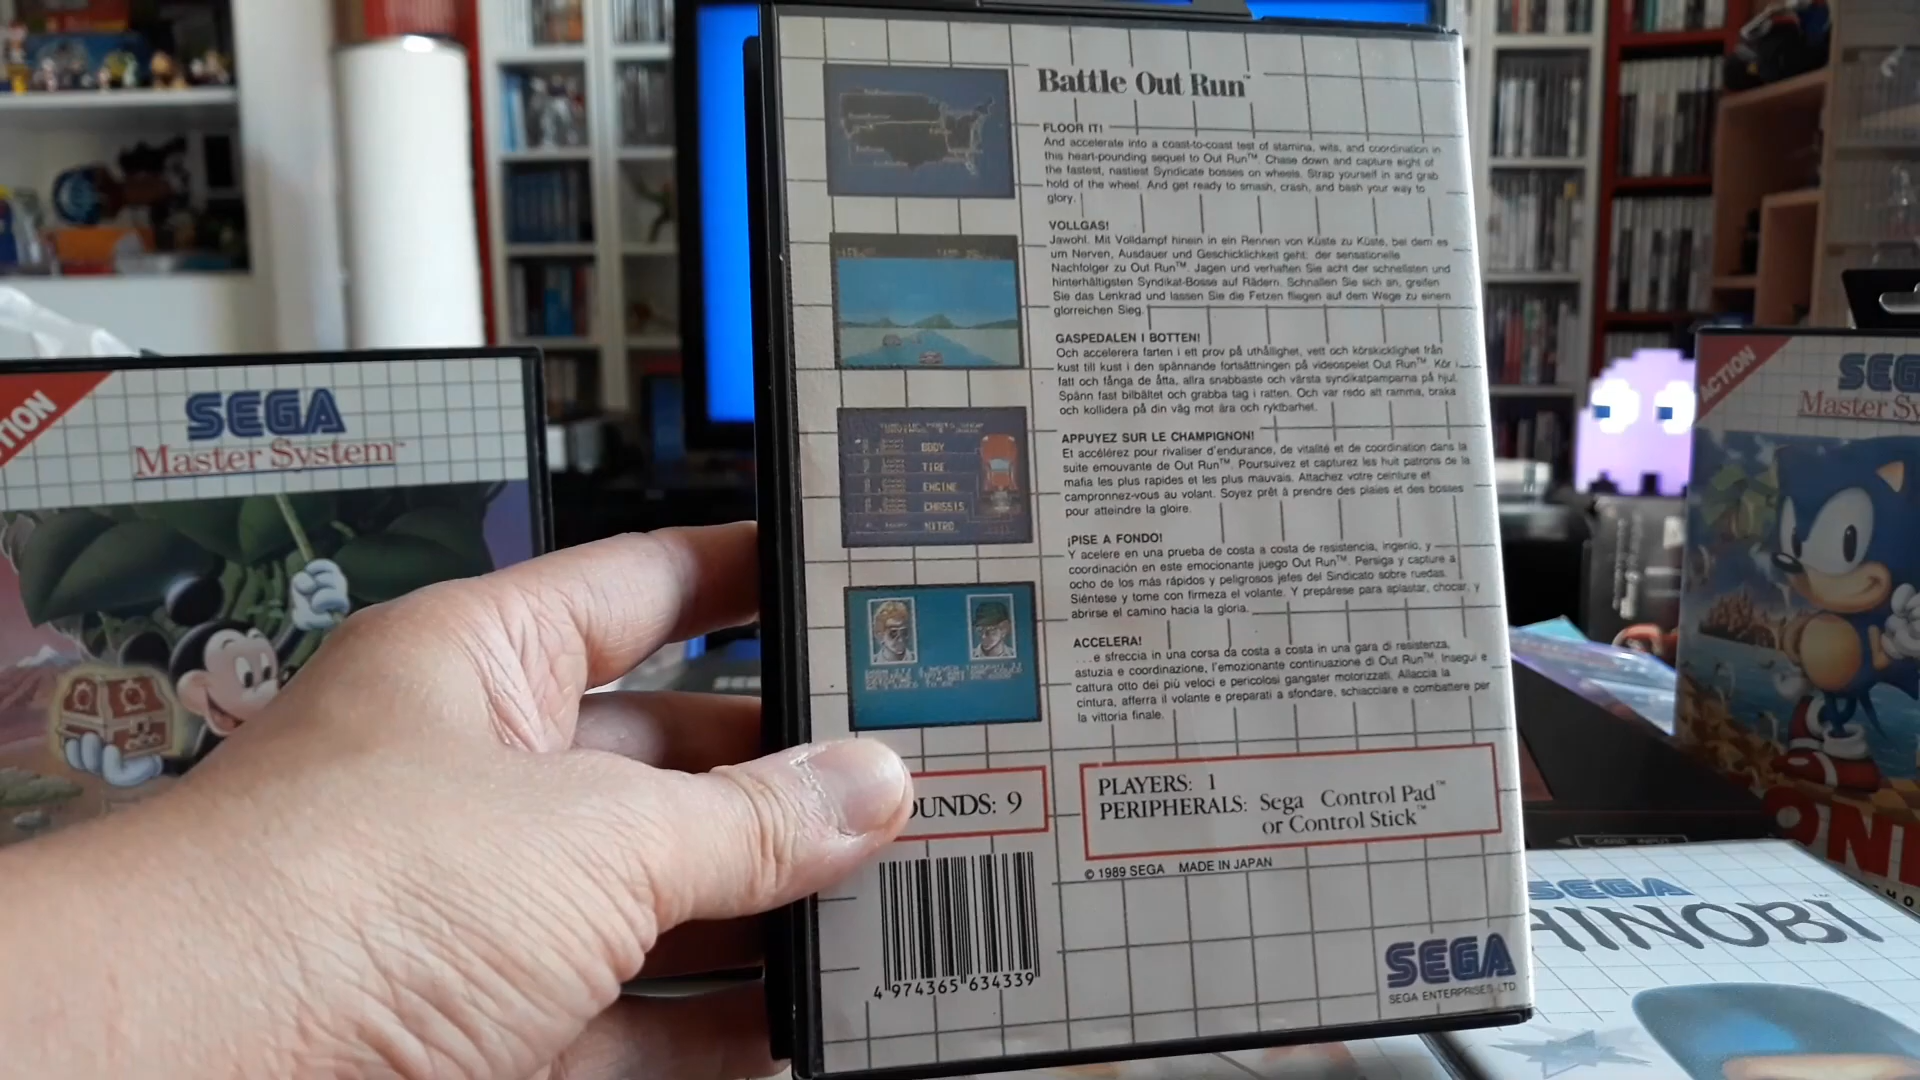 Battle Out Run™
FLOOR IT!
And accelerate into a coast-to-coast test of stamina, wits, and coordination in
this heart-pounding sequel to Out Run™. Chase down and capture eight of
the fastest, nastiest Syndicate bosses on wheels. Strap yourself in and grab
hold of the wheel. And get ready to smash, crash, and bash your way to
glory.
VOLLGAS!
Jawohl. Mit Volldampf hinein in ein Rennen von Küste zu Küste, bei dem es
um Nerven, Ausdauer und Geschicklichkeit geht: der sensationelle
Nachfolger zu Out Run™. Jagen und verhaften Sie acht der schnellsten und
hinterhältigsten Syndikat-Bosse auf Rädern. Schnallen Sie sich an, greifen
Sie das Lenkrad und lassen Sie die Fetzen fliegen auf dem Wege zu einem
glorreichen Sieg.
GASPEDALEN I BOTTEN!
Och accelerera farten i ett prov på uthållighet, vett och körskicklighet från
kust till kust i den spännande fortsättningen på videospelet Out Run™. Kör i
fatt och fånga de åtta, allra snabbaste och värsta syndikatpamparna på hjul.
Spänn fast bilbältet och grabba tag i ratten. Och var redo att ramma, braka
och kollidera på din väg mot ära och ryktbarhet.
APPUYEZ SUR LE CHAMPIGNON!
Et accélérez pour rivaliser d'endurance, de vitalité et de coordination dans la
suite emouvante de Out Run™. Poursuivez et capturez les huit patrons de la
mafia les plus rapides et les plus mauvais. Attachez votre ceinture et
campronnez-vous au volant. Soyez prêt à prendre des plaies et des bosses
pour atteindre la gloire.
¡PISE A FONDO!
Y acelere en una prueba de costa a costa de resistencia, ingenio, y
coordinación en este emocionante juego Out Run™. Persiga y capture a
ocho de los más rápidos y peligrosos jefes del Sindicato sobre ruedas.
Siéntese y tome con firmeza el volante. Y prepárese para aplastar, chocar, y
abrirse el camino hacia la gloria.
ACCELERA!
...e sfreccia in una corsa da costa a costa in una gara di resistenza,
astuzia e coordinazione, l'emozionante continuazione di Out Run™. Insegui e
cattura otto dei più veloci e pericolosi gangster motorizzati. Allaccia la
cintura, afferra il volante e preparati a sfondare, schiacciare e combattere per
la vittoria finale.
BODY
TIRE
ENGINE
CHASSIS
NITRO
OUNDS: 9
PLAYERS: 1
PERIPHERALS: Sega Control Pad™
or Control Stick™
© 1989 SEGA MADE IN JAPAN
4 974365 634339
SEGA
SEGA ENTERPRISES LTD
TION
SEGA
Master System™
ACTION
SEG
Master Sy
ONI
SEGA
HINOBI
CARD INPUT